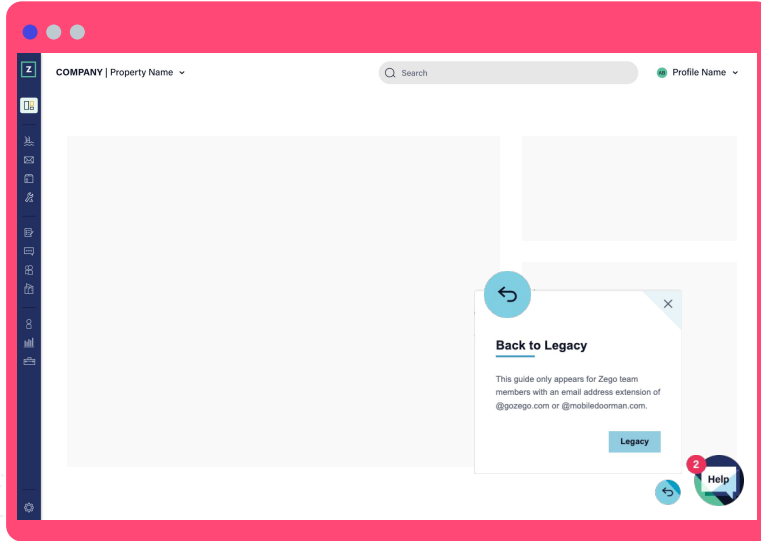 Z
COMPANY | Property Name
Search
AB Profile Name
Back to Legacy
This guide only appears for Zego team
members with an email address extension of
@gozego.com or @mobiledoorman.com.
Legacy
2
Help